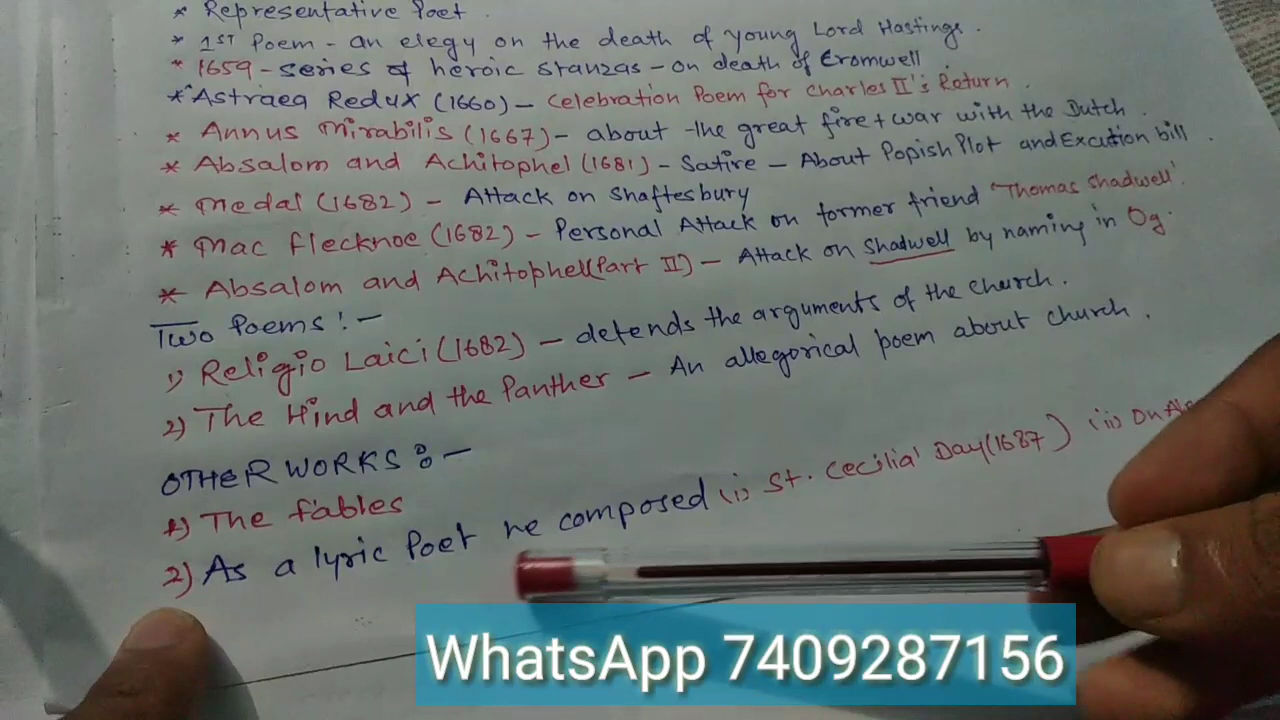 * Representative Poet.
* 1ST Poem - an elegy on the death of young Lord Hastings.
* 1659 - series of heroic stanzas - on death of Cromwell
* Astraea Redux (1660) - Celebration Poem for Charles II's Return.
* Annus Mirabilis (1667) - about the great fire + war with the Dutch.
* Absalom and Achitophel (1681) - Satire - About Popish Plot and Excution bill.
* Medal (1682) - Attack on Shaftesbury
* Mac Flecknoe (1682) - Personal Attack on former friend 'Thomas Shadwell'.
* Absalom and Achitophel (Part II) - Attack on Shadwell by naming in Og.
Two Poems :-
1) Religio Laici (1682) - defends the arguments of the church.
2) The Hind and the Panther - An allegorical poem about church.
OTHER WORKS :-
1) The fables
2) As a lyric Poet he composed (i) St. Cecilia' Day (1687) (ii) On
WhatsApp 7409287156